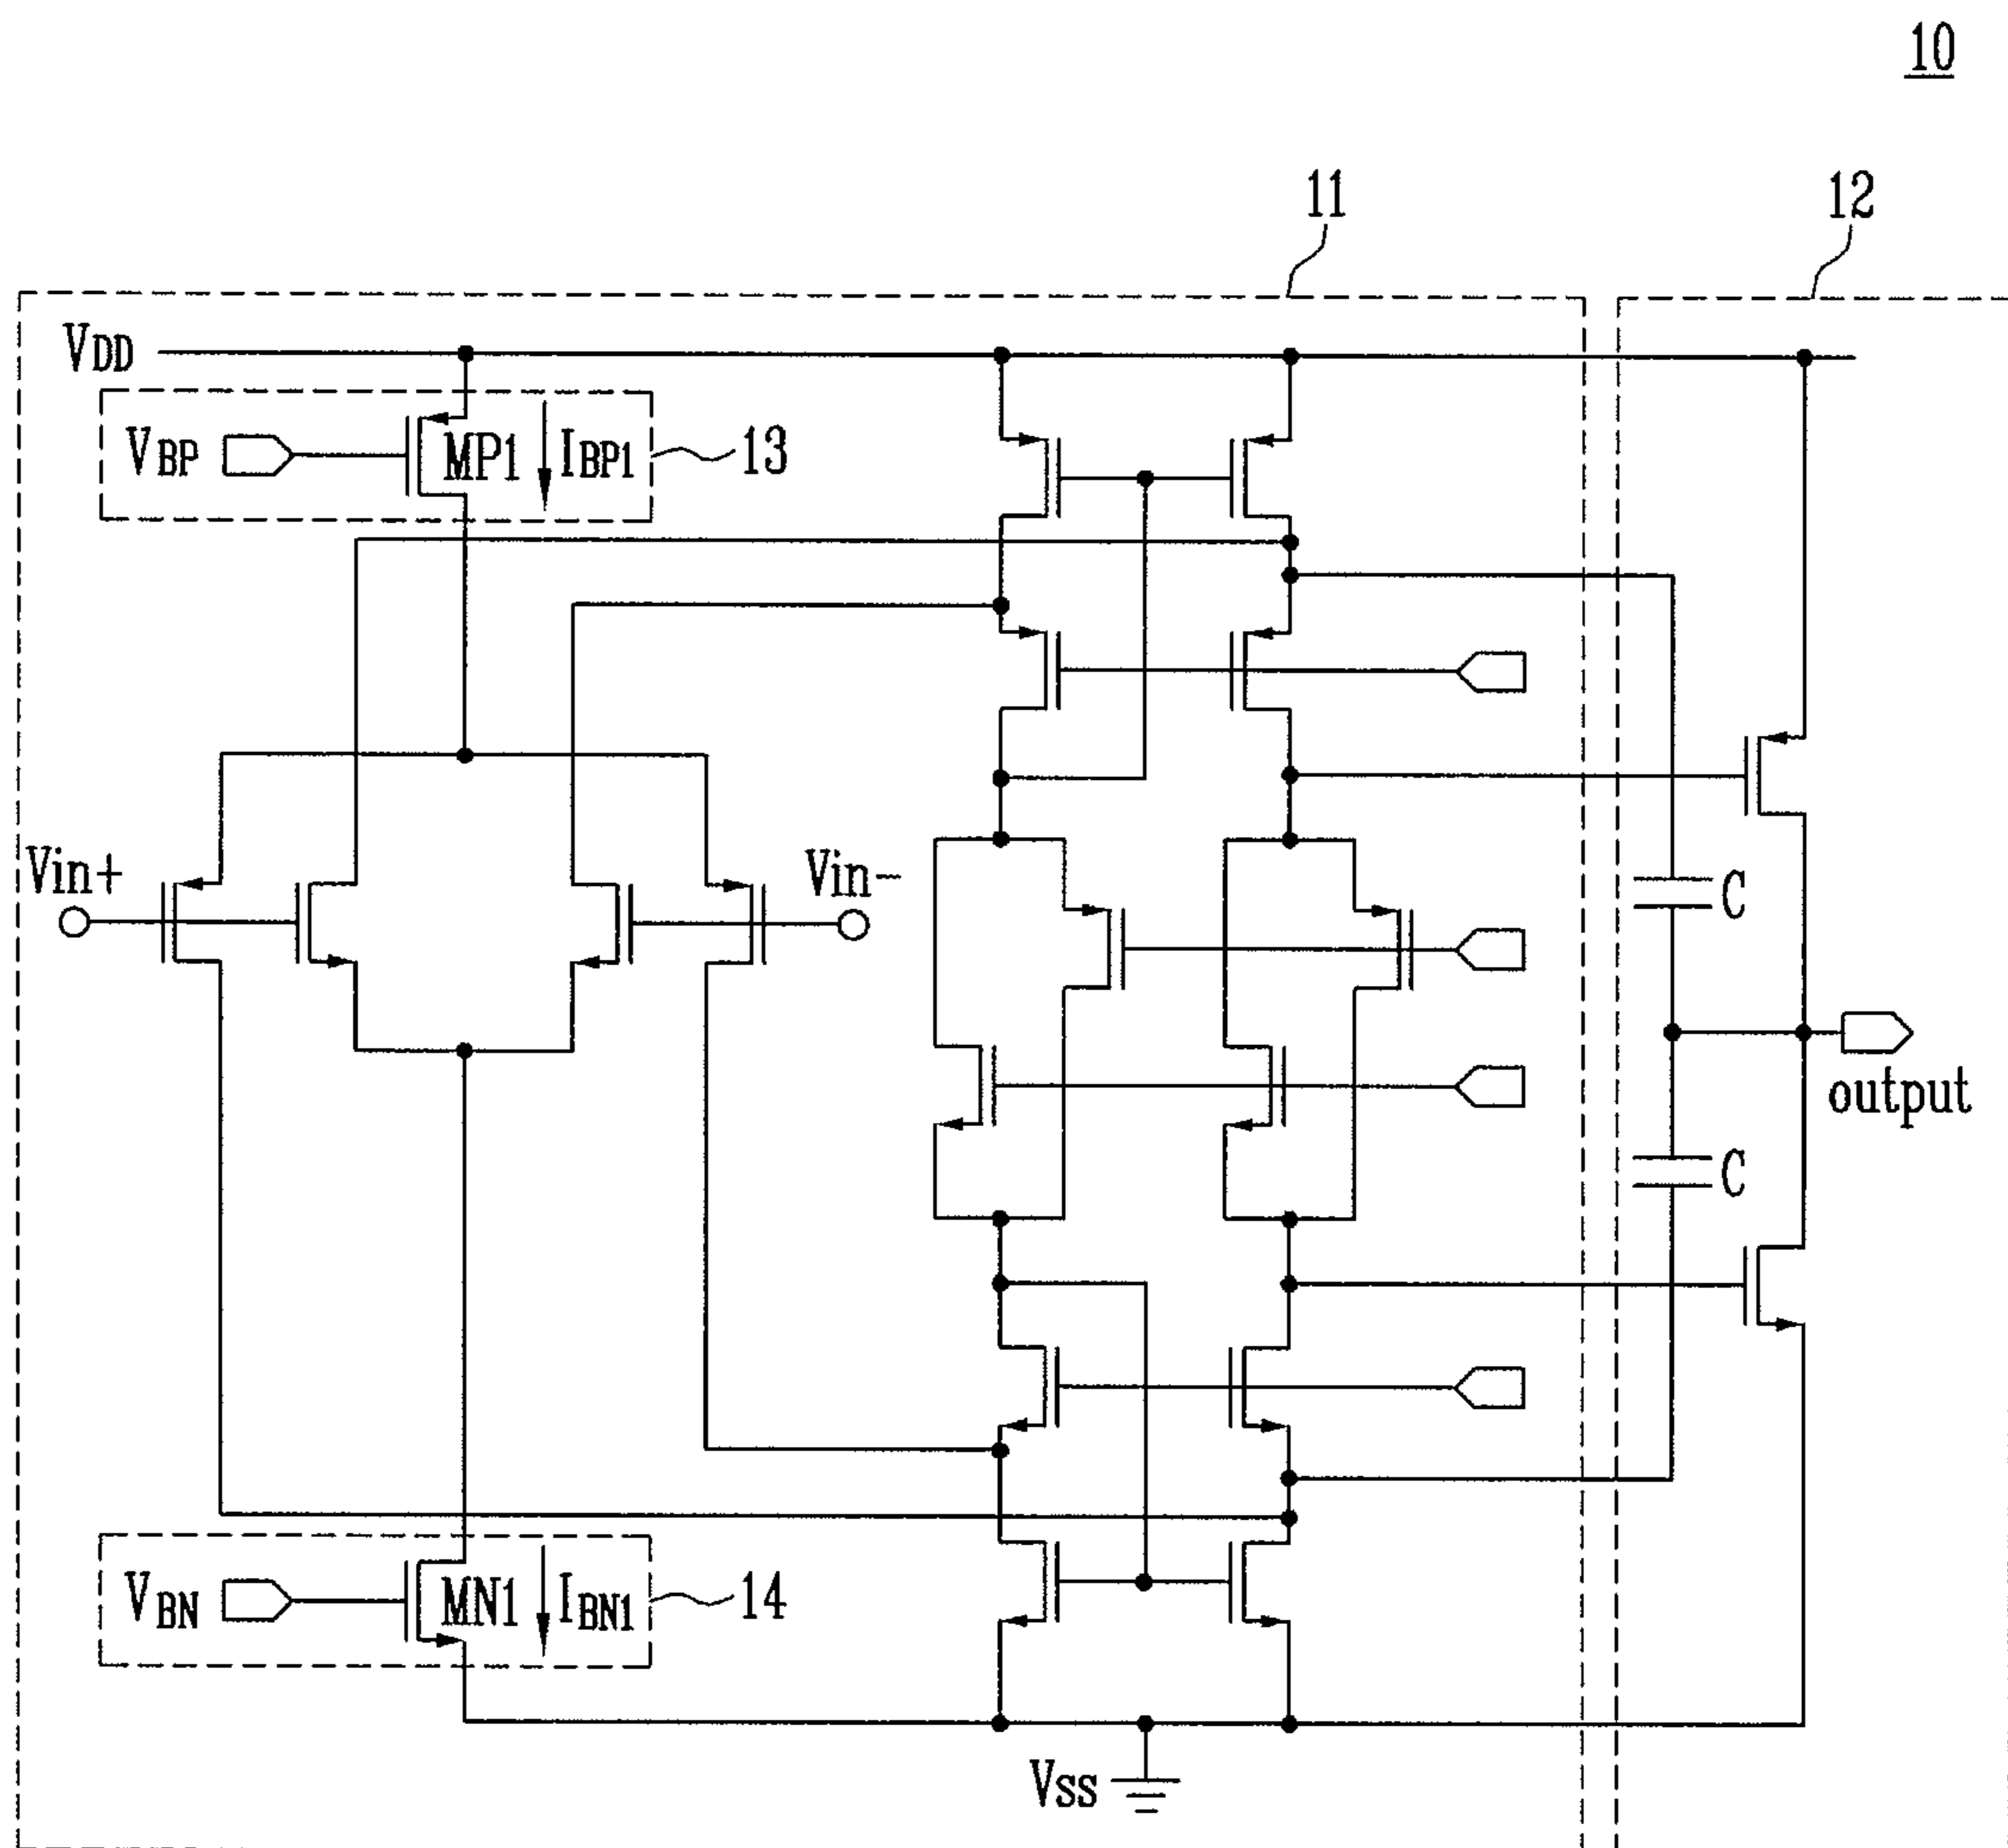 10
11
12
VDD
VBP
MP1
IBP1
13
Vin+
Vin-
C
output
C
VBN
MN1
IBN1
14
VSS